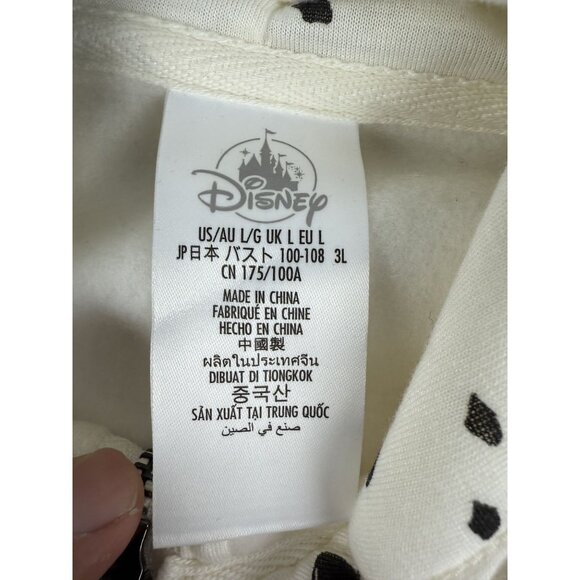 Disney
US/AU L/G UK L EU L
JP日本 バスト 100-108 3L
CN 175/100A
MADE IN CHINA
FABRIQUÉ EN CHINE
HECHO EN CHINA
中國製
ผลิตในประเทศจีน
DIBUAT DI TIONGKOK
중국산
SẢN XUẤT TẠI TRUNG QUỐC
صنع في الصين